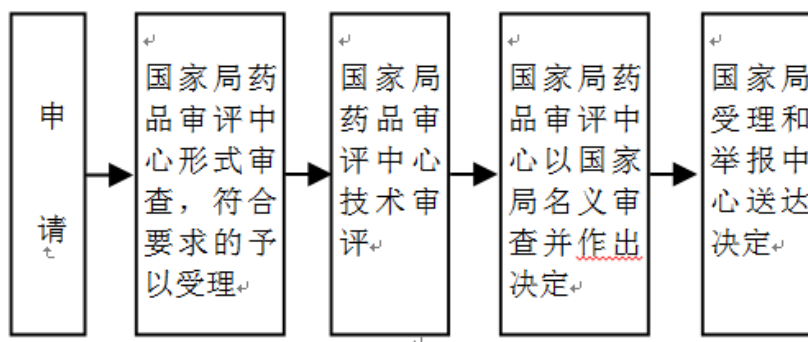 申
请
国家局药
品审评中
心形式审
查，符合
要求的予
以受理
国家局
药品审
评中心
技术审
评
国家局药
品审评中
心以国家
局名义审
查并作出
决定
国家局
受理和
举报中
心送达
决定